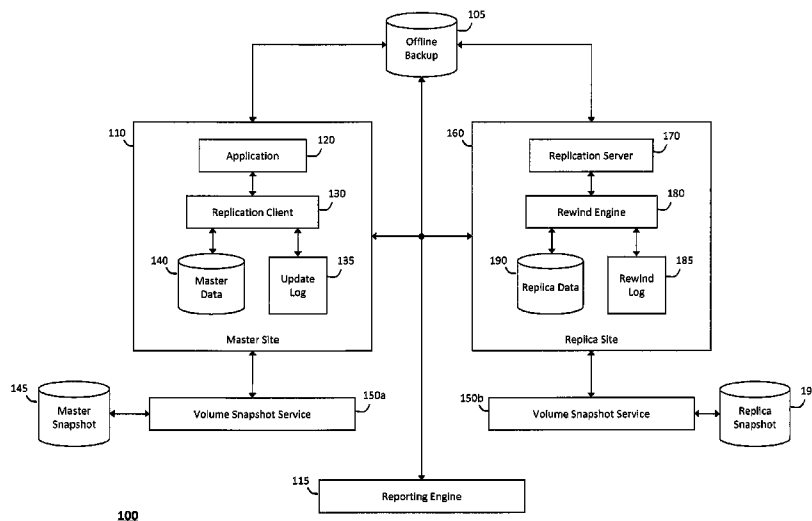 105
Offline
Backup
110
160
Application
120
Replication Server
170
Replication Client
130
Rewind Engine
180
140
Master
Data
Update
Log
135
190
Replica Data
Rewind
Log
185
Master Site
Replica Site
145
Master
Snapshot
Volume Snapshot Service
150a
150b
Volume Snapshot Service
Replica
Snapshot
115
Reporting Engine
100